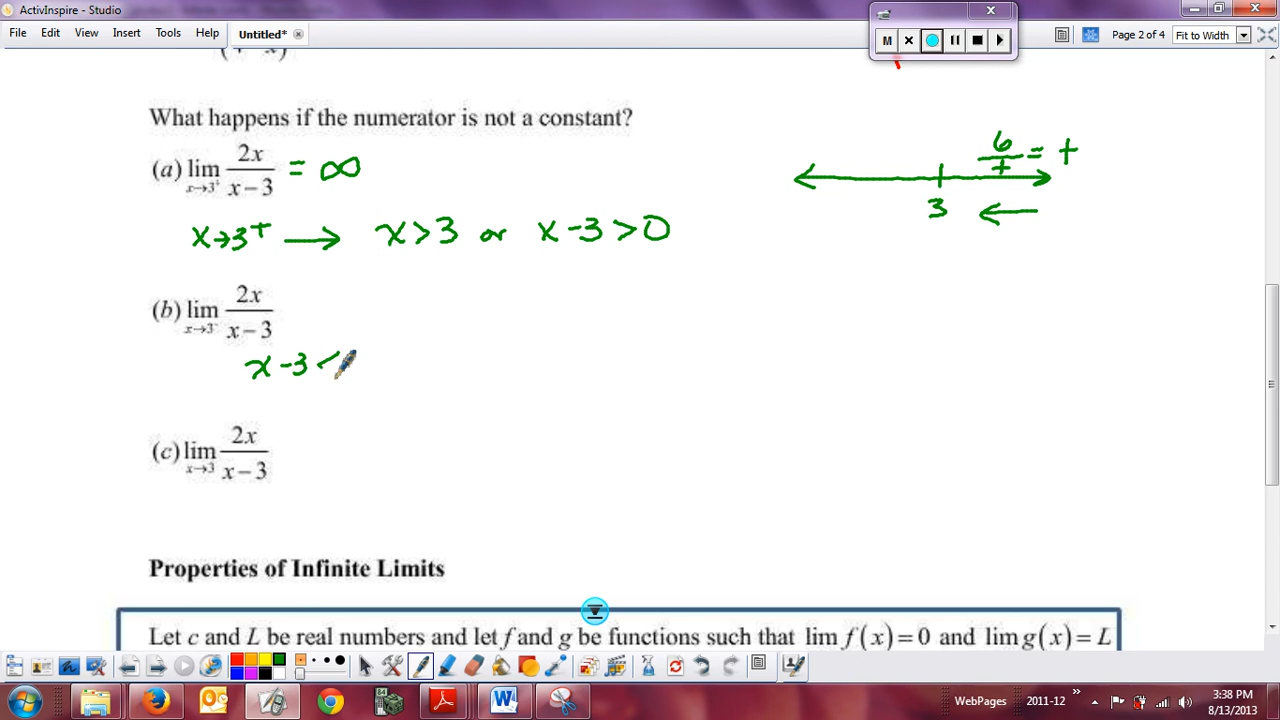 ActivInspire - Studio
File Edit View Insert Tools Help Untitled* Page 2 of 4 Fit to Width
M
What happens if the numerator is not a constant?
(a) lim x→3⁺ 2x/(x−3) = ∞
6/+ = +
3
x→3⁺ → x > 3 or x −3 > 0
(b) lim x→3⁻ 2x/(x−3)
x −3 <
(c) lim x→3 2x/(x−3)
Properties of Infinite Limits
Let c and L be real numbers and let f and g be functions such that lim f(x) = 0 and lim g(x) = L
WebPages 2011-12 3:38 PM
8/13/2013